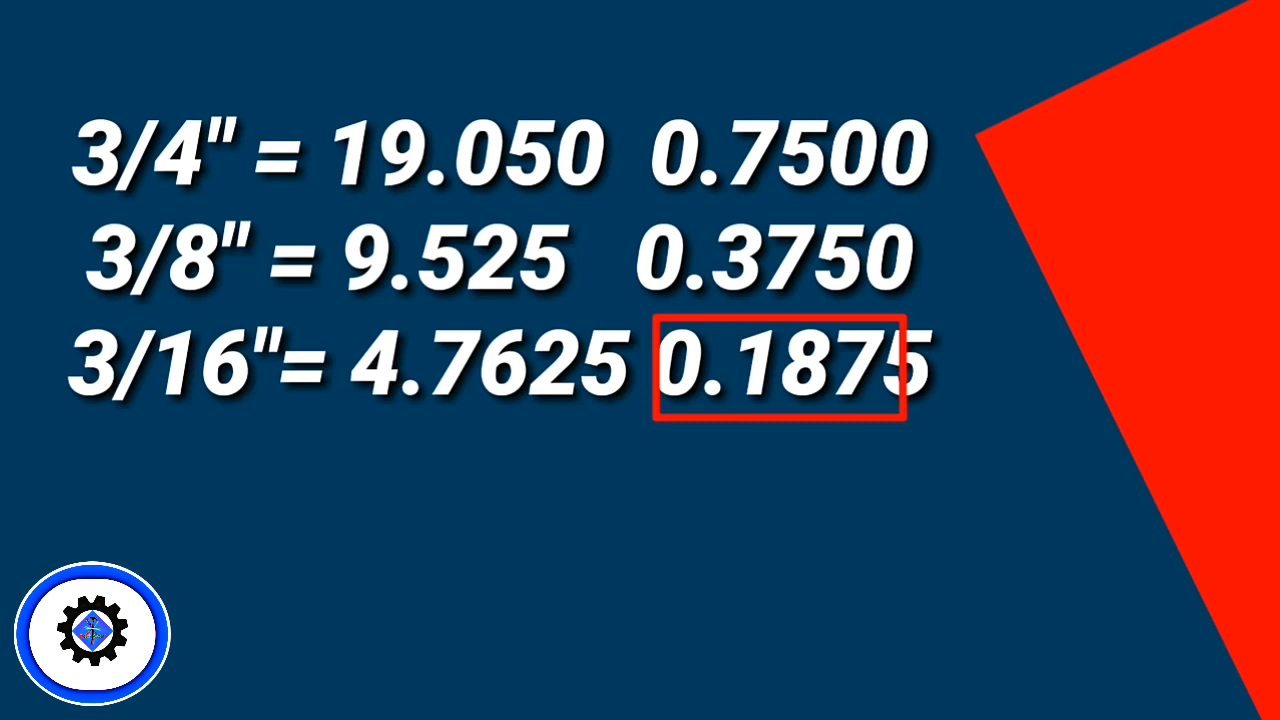 3/4" = 19.050 0.7500
3/8" = 9.525 0.3750
3/16"= 4.7625 0.1875